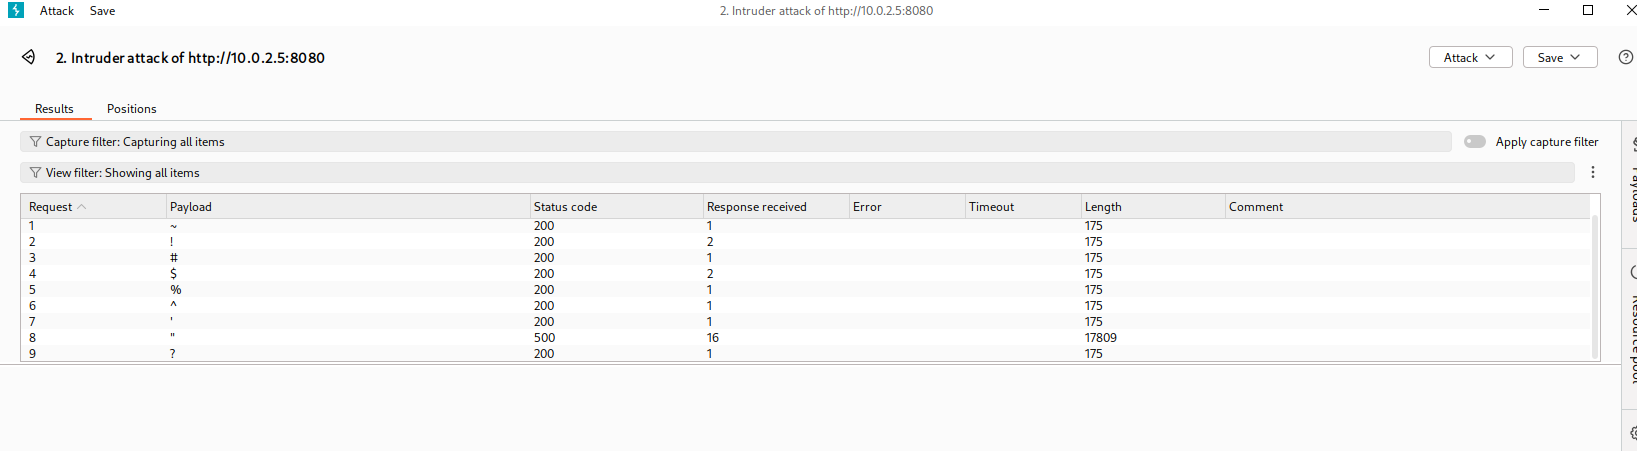 Attack Save 2. Intruder attack of http://10.0.2.5:8080
2. Intruder attack of http://10.0.2.5:8080 Attack Save
Results Positions
Capture filter: Capturing all items Apply capture filter
View filter: Showing all items
Request Payload Status code Response received Error Timeout Length Comment
1 ~ 200 1 175
2 ! 200 2 175
3 # 200 1 175
4 $ 200 2 175
5 % 200 1 175
6 ^ 200 1 175
7 ' 200 1 175
8 " 500 16 17809
9 ? 200 1 175
Payloads
Resource pool